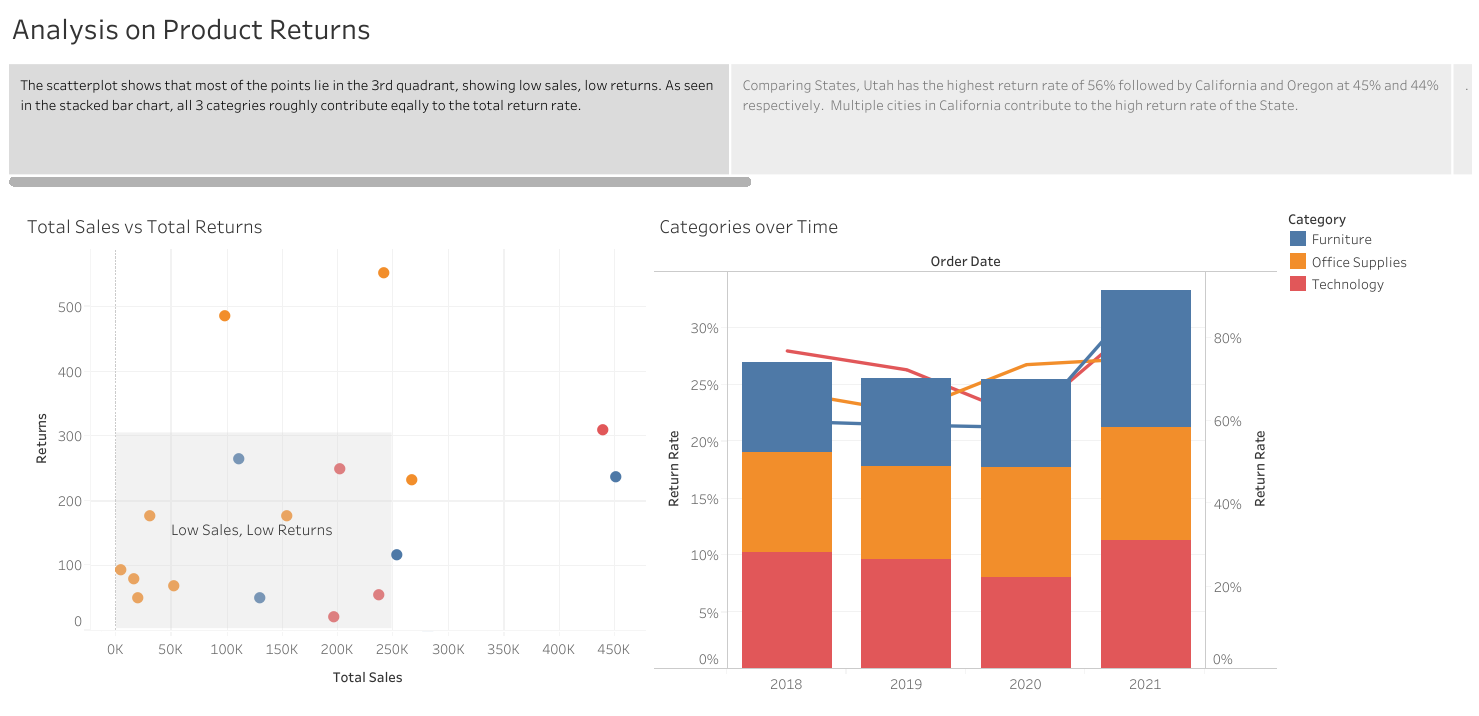 Analysis on Product Returns
The scatterplot shows that most of the points lie in the 3rd quadrant, showing low sales, low returns. As seen
in the stacked bar chart, all 3 categries roughly contribute eqally to the total return rate.
Comparing States, Utah has the highest return rate of 56% followed by California and Oregon at 45% and 44%
respectively.  Multiple cities in California contribute to the high return rate of the State.
.
Total Sales vs Total Returns
Returns
500
400
300
200
100
0
Low Sales, Low Returns
0K 50K 100K 150K 200K 250K 300K 350K 400K 450K
Total Sales
Categories over Time
Order Date
Return Rate
30%
25%
20%
15%
10%
5%
0%
80%
60%
40%
20%
0%
Return Rate
2018 2019 2020 2021
Category
Furniture
Office Supplies
Technology